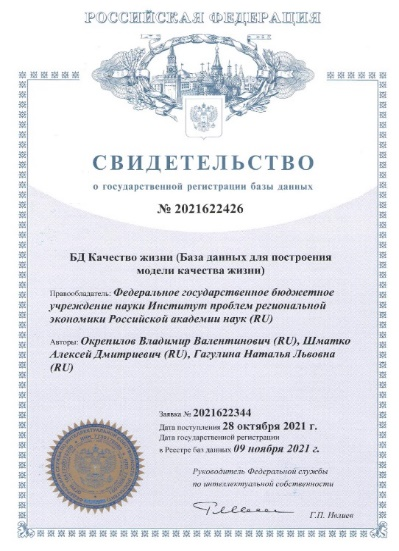 РОССИЙСКАЯ ФЕДЕРАЦИЯ
СВИДЕТЕЛЬСТВО
о государственной регистрации базы данных
№ 2021622426
БД Качество жизни (База данных для построения
модели качества жизни)
Правообладатель: Федеральное государственное бюджетное
учреждение науки Институт проблем региональной
экономики Российской академии наук (RU)
Авторы: Окрепилов Владимир Валентинович (RU), Шматко
Алексей Дмитриевич (RU), Гагулина Наталья Львовна
(RU)
Заявка № 2021622344
Дата поступления 28 октября 2021 г.
Дата государственной регистрации
в Реестре баз данных 09 ноября 2021 г.
Руководитель Федеральной службы
по интеллектуальной собственности
Г.П. Ивлиев